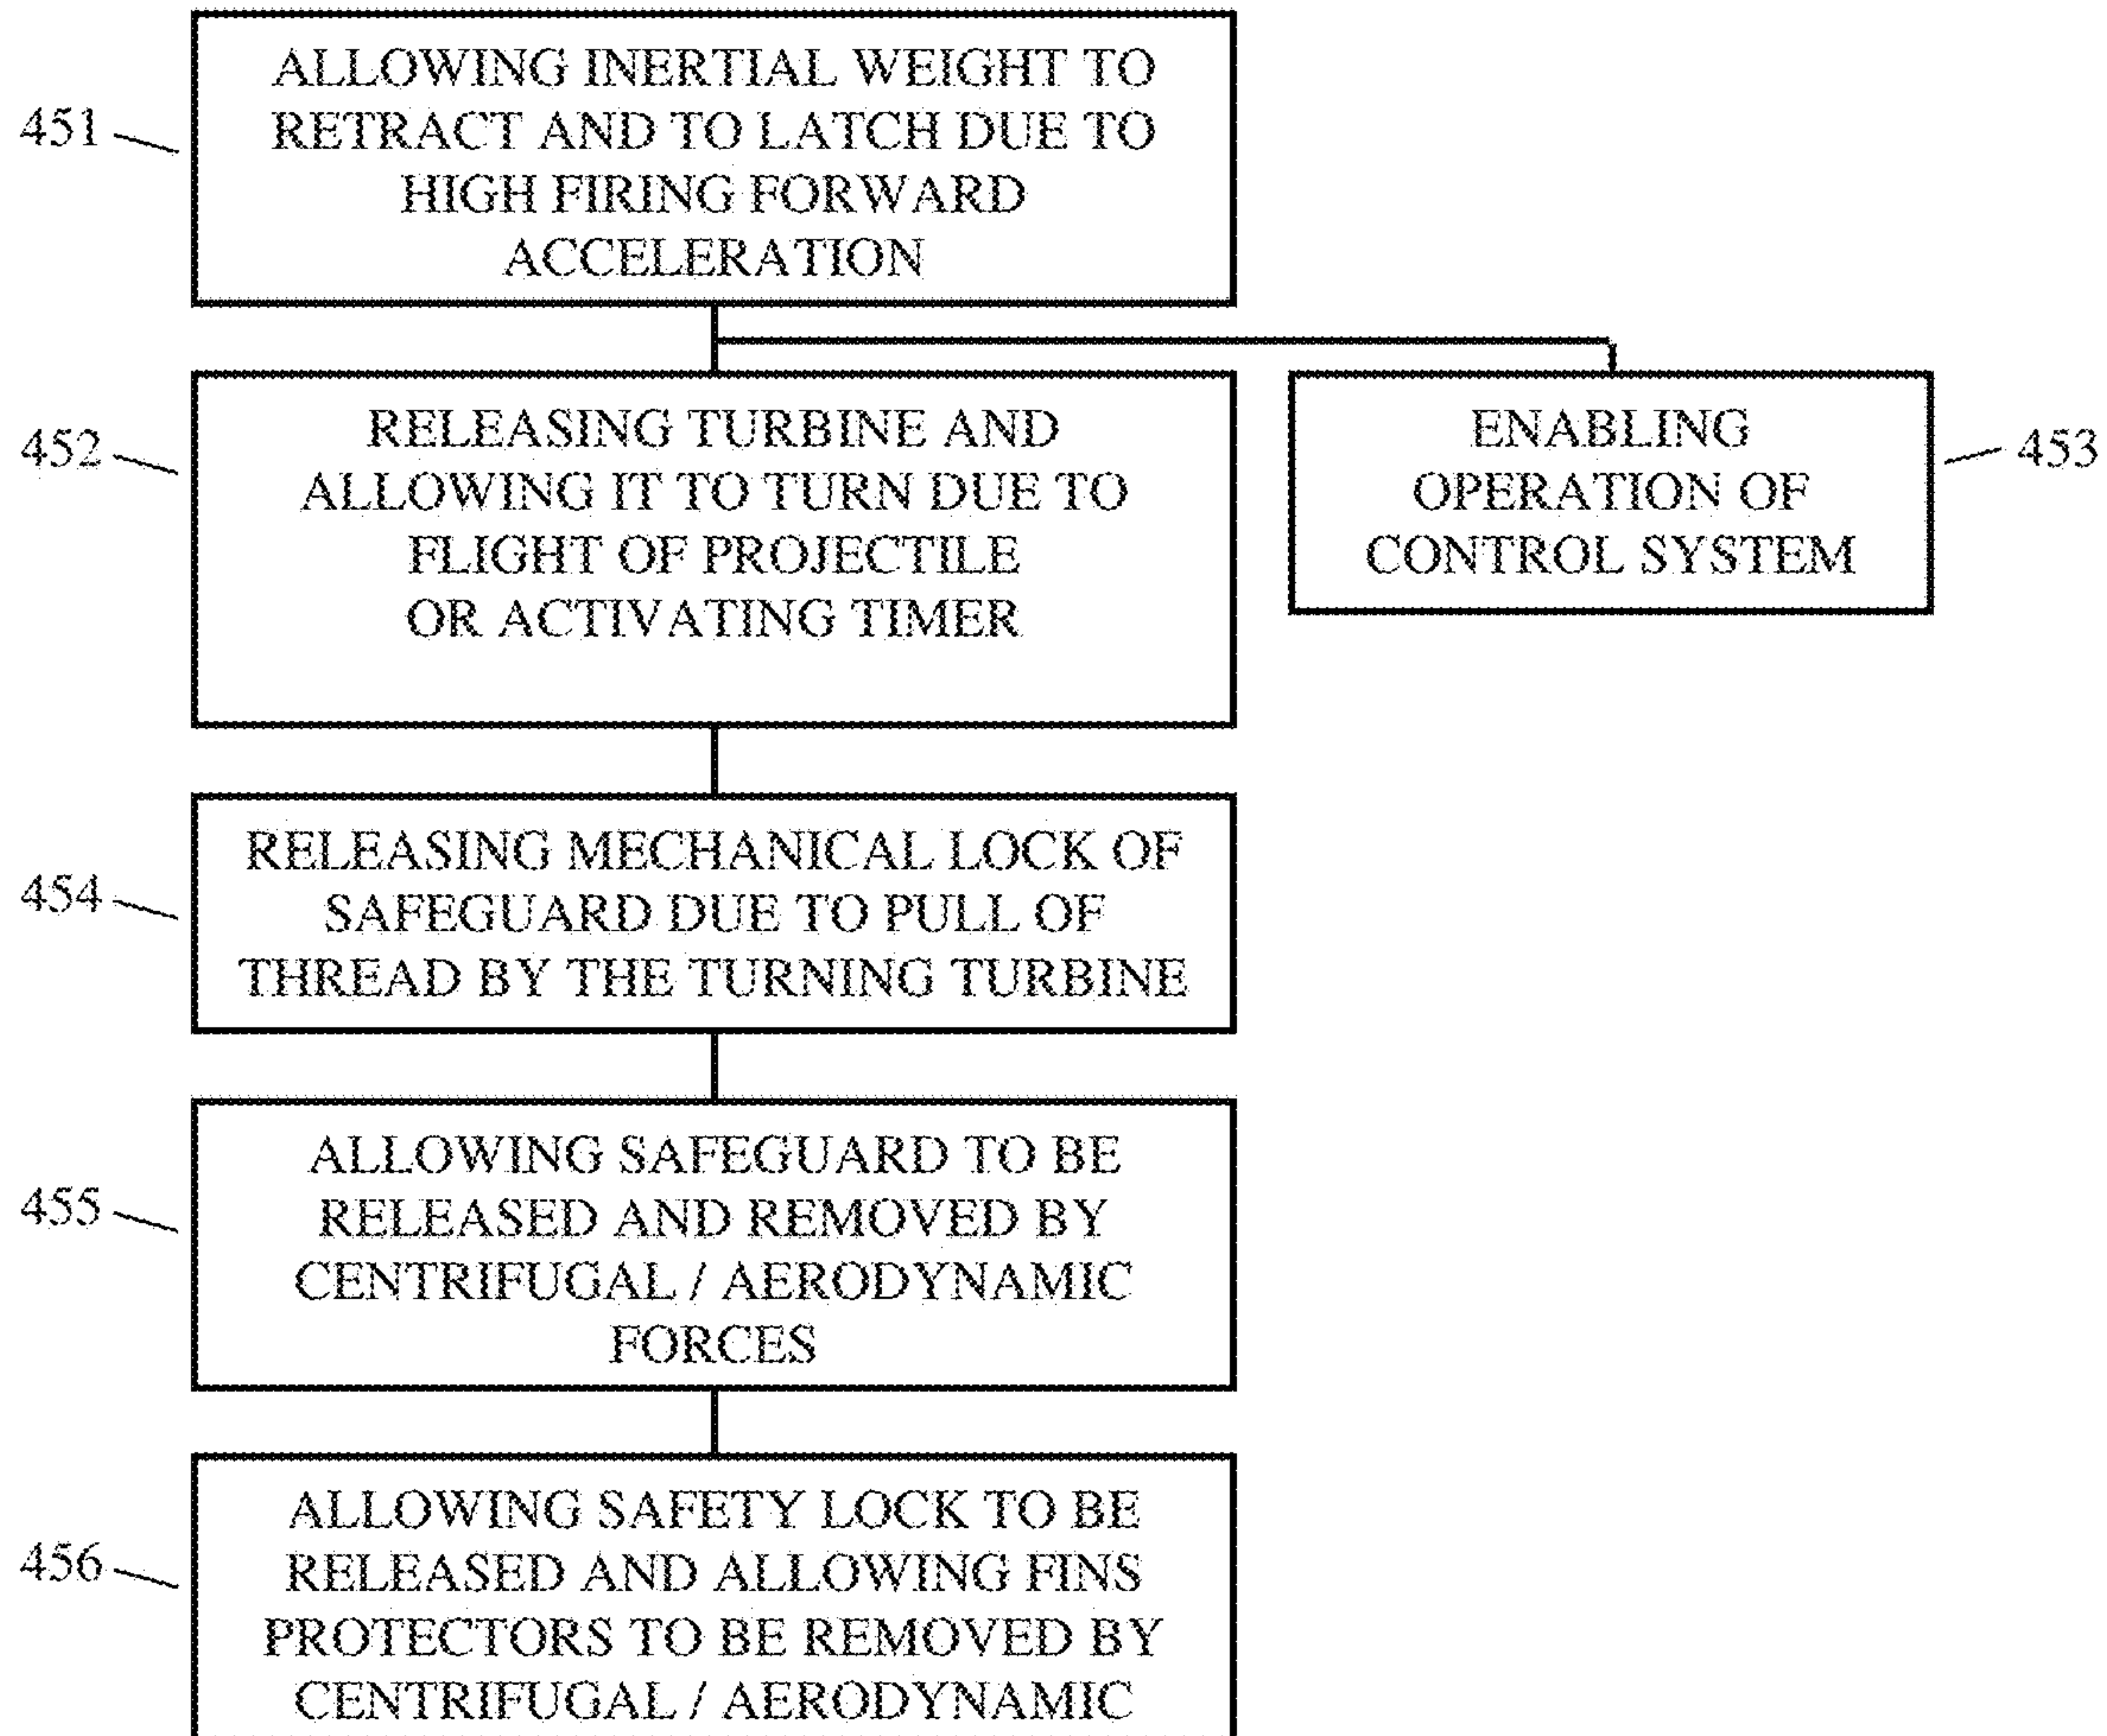 451
ALLOWING INERTIAL WEIGHT TO
RETRACT AND TO LATCH DUE TO
HIGH FIRING FORWARD
ACCELERATION
452
RELEASING TURBINE AND
ALLOWING IT TO TURN DUE TO
FLIGHT OF PROJECTILE
OR ACTIVATING TIMER
ENABLING
OPERATION OF
CONTROL SYSTEM
453
454
RELEASING MECHANICAL LOCK OF
SAFEGUARD DUE TO PULL OF
THREAD BY THE TURNING TURBINE
455
ALLOWING SAFEGUARD TO BE
RELEASED AND REMOVED BY
CENTRIFUGAL / AERODYNAMIC
FORCES
456
ALLOWING SAFETY LOCK TO BE
RELEASED AND ALLOWING FINS
PROTECTORS TO BE REMOVED BY
CENTRIFUGAL / AERODYNAMIC